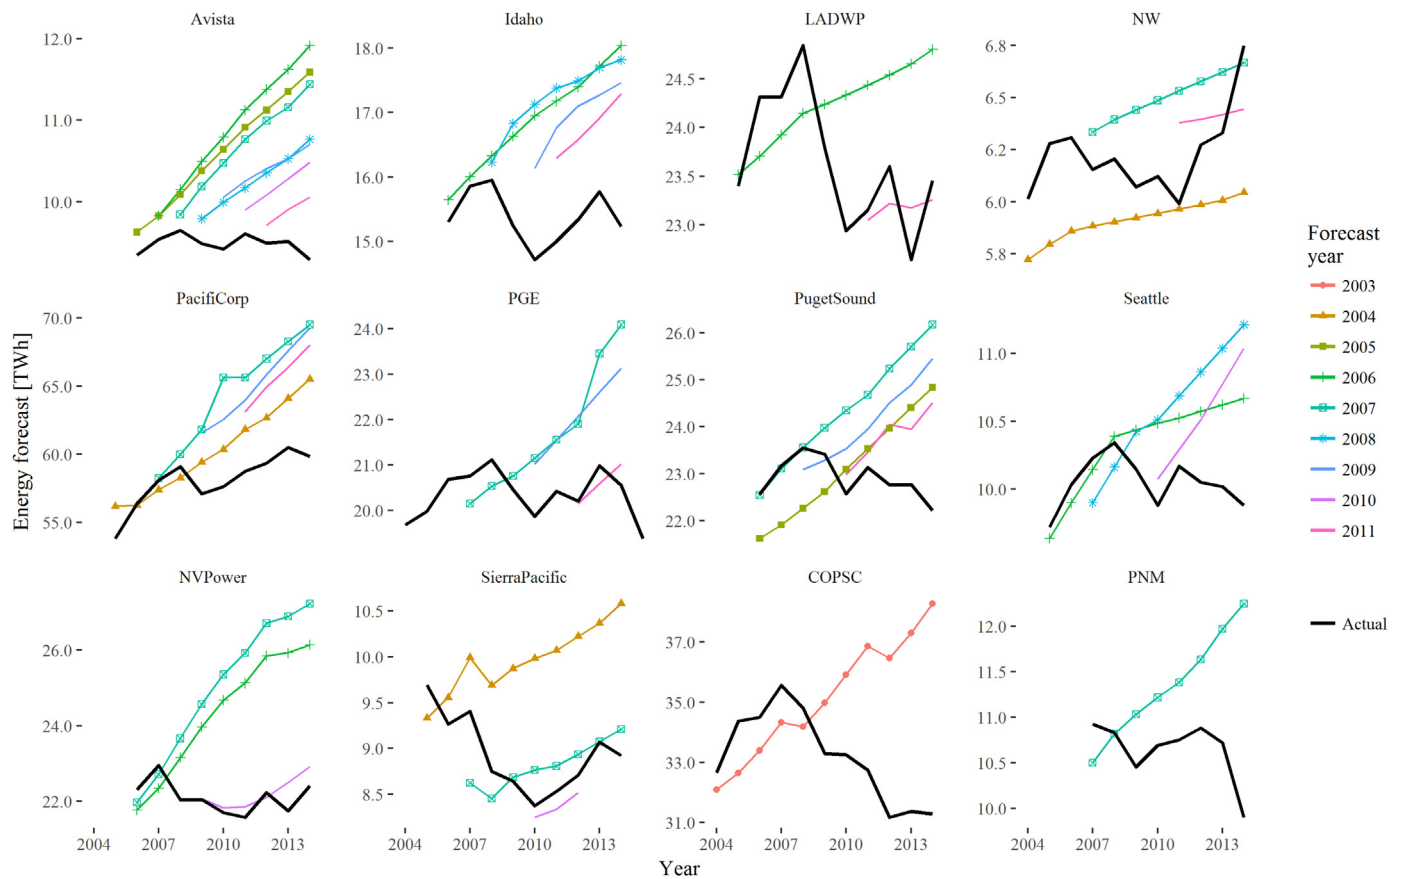 Avista
Idaho
LADWP
NW
12.0
11.0
10.0
18.0
17.0
16.0
15.0
24.5
24.0
23.5
23.0
6.8
6.5
6.2
6.0
5.8
PacifiCorp
PGE
PugetSound
Seattle
70.0
65.0
60.0
55.0
24.0
23.0
22.0
21.0
20.0
26.0
25.0
24.0
23.0
22.0
11.0
10.5
10.0
NVPower
SierraPacific
COPSC
PNM
26.0
24.0
22.0
10.5
10.0
9.5
9.0
8.5
37.0
35.0
33.0
31.0
12.0
11.5
11.0
10.5
10.0
2004 2007 2010 2013
2004 2007 2010 2013
2004 2007 2010 2013
2004 2007 2010 2013
Year
Energy forecast [TWh]
Forecast
year
2003
2004
2005
2006
2007
2008
2009
2010
2011
Actual